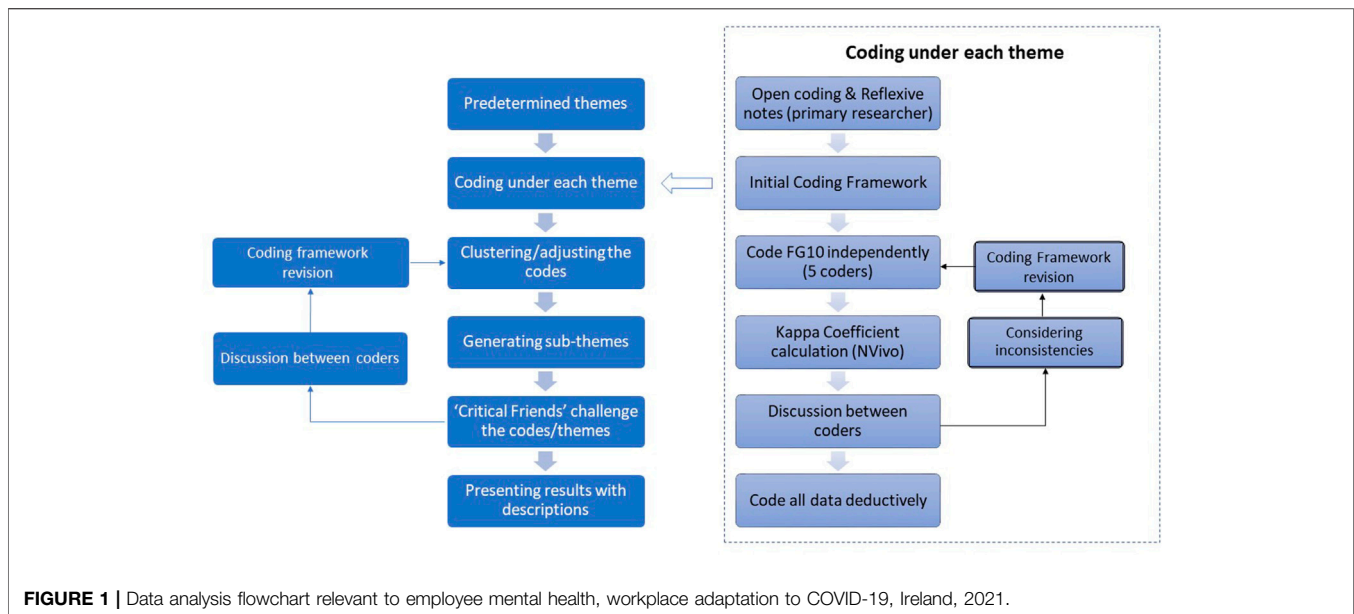 Coding under each theme
Predetermined themes
Coding under each theme
Clustering/adjusting the
codes
Generating sub-themes
'Critical Friends' challenge
the codes/themes
Presenting results with
descriptions
Coding framework
revision
Discussion between coders
Open coding & Reflexive
notes (primary researcher)
Initial Coding Framework
Code FG10 independently
(5 coders)
Kappa Coefficient
calculation (NVivo)
Discussion between
coders
Code all data deductively
Coding Framework
revision
Considering
inconsistencies
FIGURE 1 | Data analysis flowchart relevant to employee mental health, workplace adaptation to COVID-19, Ireland, 2021.